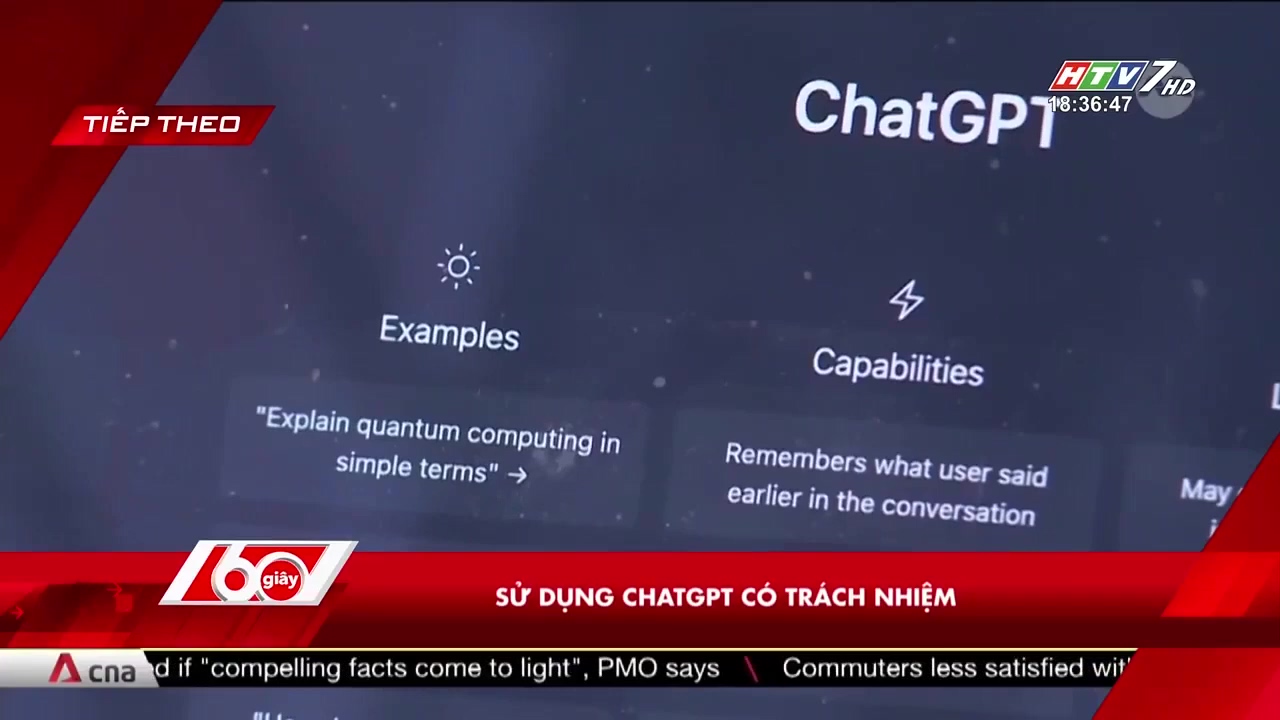 HTV7 HD
18:36:47
TIẾP THEO
ChatGPT
Examples
Capabilities
"Explain quantum computing in
simple terms" →
Remembers what user said
earlier in the conversation
May
60 giây
SỬ DỤNG CHATGPT CÓ TRÁCH NHIỆM
cna
if "compelling facts come to light", PMO says \ Commuters less satisfied